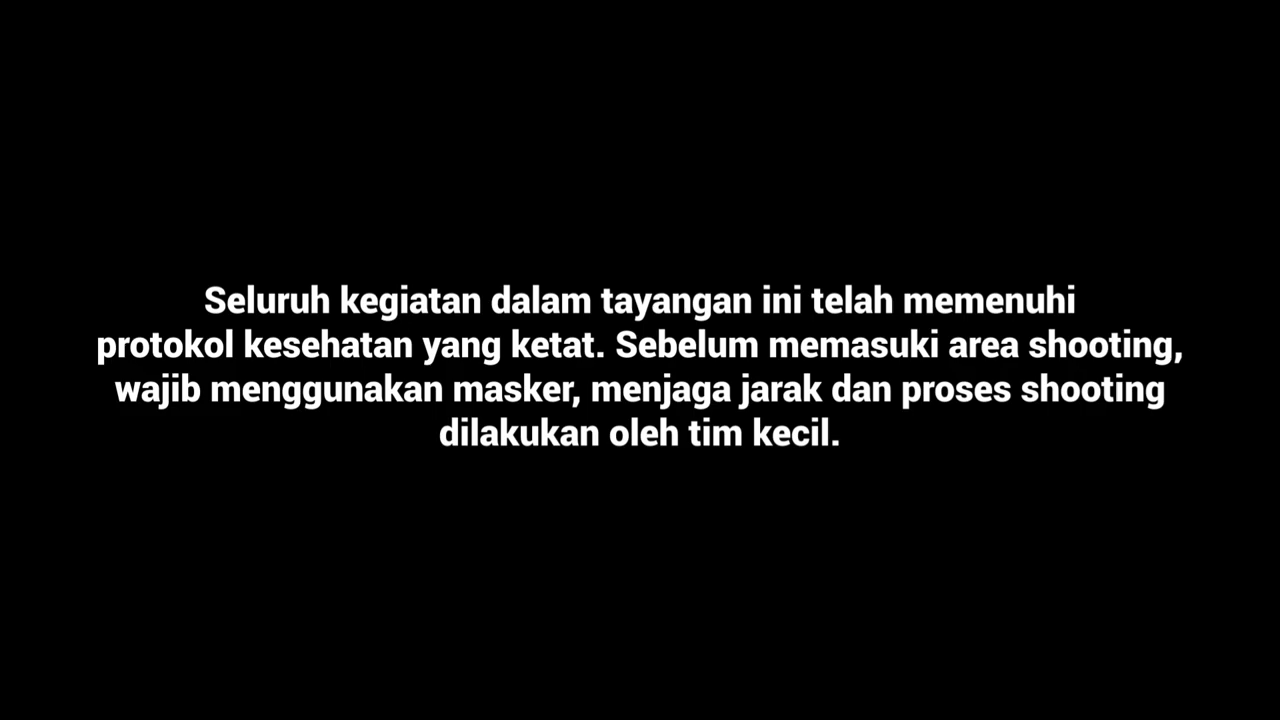 Seluruh kegiatan dalam tayangan ini telah memenuhi
protokol kesehatan yang ketat. Sebelum memasuki area shooting,
wajib menggunakan masker, menjaga jarak dan proses shooting
dilakukan oleh tim kecil.